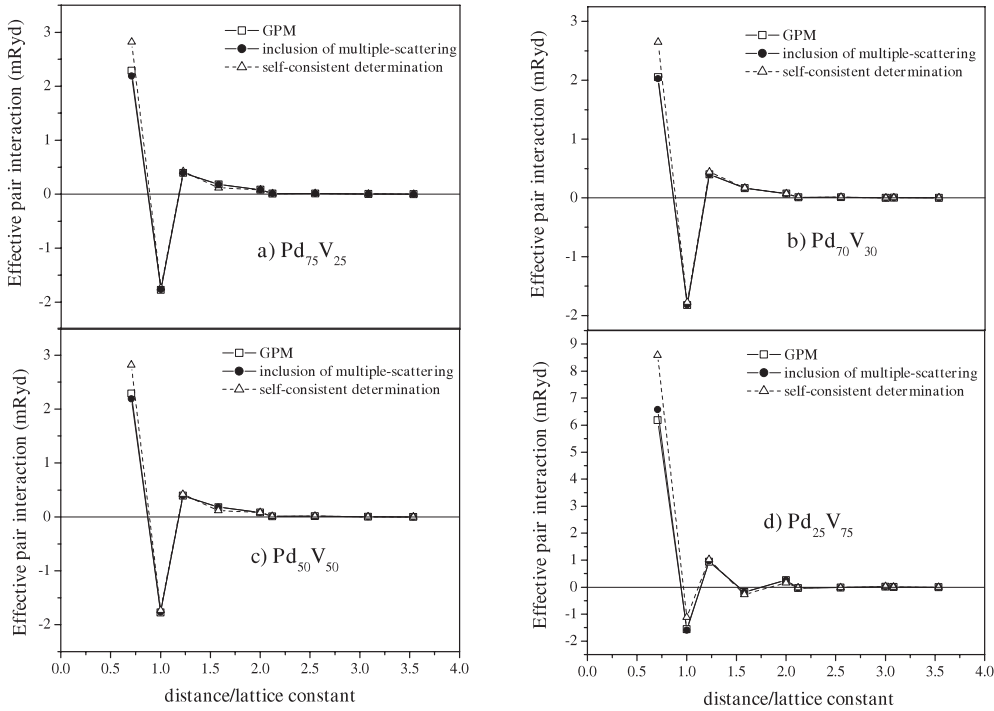 GPM
inclusion of multiple-scattering
self-consistent determination
Effective pair interaction (mRyd)
3
2
1
0
-1
-2
a) Pd75V25
GPM
inclusion of multiple-scattering
self-consistent determination
Effective pair interaction (mRyd)
3
2
1
0
-1
-2
b) Pd70V30
GPM
inclusion of multiple-scattering
self-consistent determination
Effective pair interaction (mRyd)
3
2
1
0
-1
-2
c) Pd50V50
0.0 0.5 1.0 1.5 2.0 2.5 3.0 3.5 4.0
distance/lattice constant
GPM
inclusion of multiple-scattering
self-consistent determination
Effective pair interaction (mRyd)
9
8
7
6
5
4
3
2
1
0
-1
-2
d) Pd25V75
0.0 0.5 1.0 1.5 2.0 2.5 3.0 3.5 4.0
distance/lattice constant